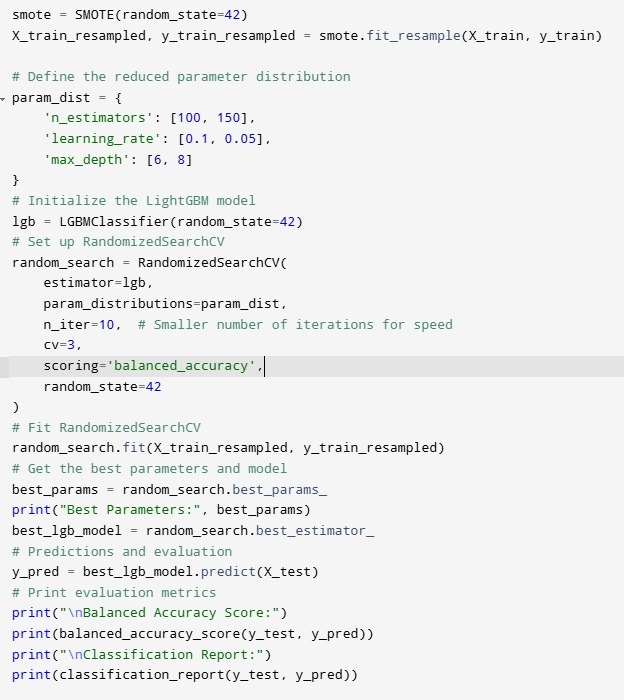 smote = SMOTE(random_state=42)
X_train_resampled, y_train_resampled = smote.fit_resample(X_train, y_train)

# Define the reduced parameter distribution
param_dist = {
    'n_estimators': [100, 150],
    'learning_rate': [0.1, 0.05],
    'max_depth': [6, 8]
}
# Initialize the LightGBM model
lgb = LGBMClassifier(random_state=42)
# Set up RandomizedSearchCV
random_search = RandomizedSearchCV(
    estimator=lgb,
    param_distributions=param_dist,
    n_iter=10,  # Smaller number of iterations for speed
    cv=3,
    scoring='balanced_accuracy',
    random_state=42
)
# Fit RandomizedSearchCV
random_search.fit(X_train_resampled, y_train_resampled)
# Get the best parameters and model
best_params = random_search.best_params_
print("Best Parameters:", best_params)
best_lgb_model = random_search.best_estimator_
# Predictions and evaluation
y_pred = best_lgb_model.predict(X_test)
# Print evaluation metrics
print("\nBalanced Accuracy Score:")
print(balanced_accuracy_score(y_test, y_pred))
print("\nClassification Report:")
print(classification_report(y_test, y_pred))